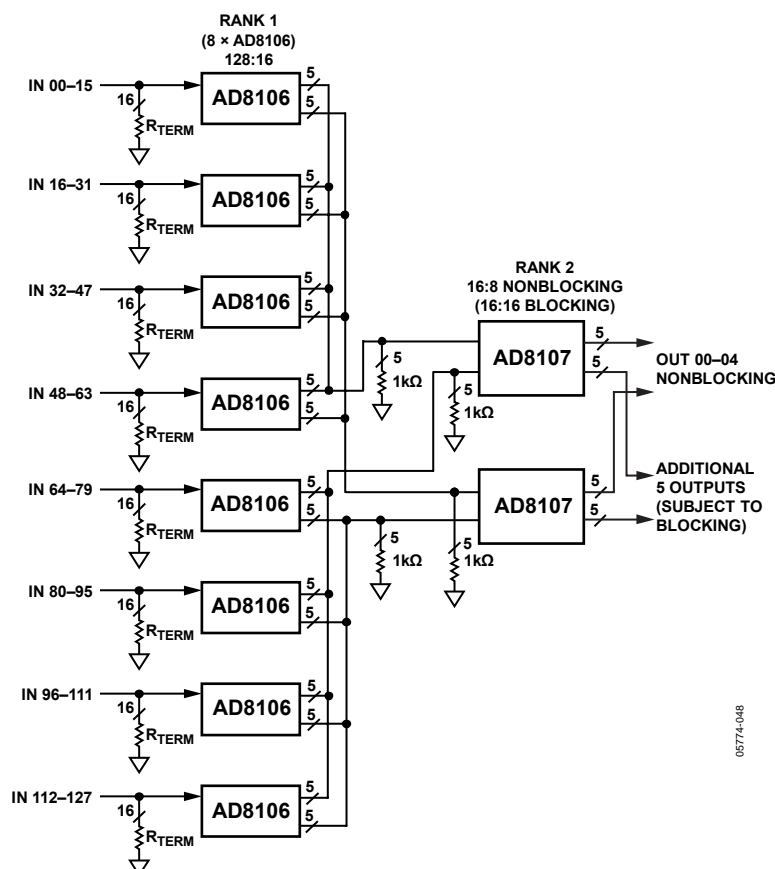 RANK 1
(8 × AD8106)
128:16
IN 00–15
16
RTERM
AD8106
5
5
IN 16–31
16
RTERM
AD8106
5
5
IN 32–47
16
RTERM
AD8106
5
5
IN 48–63
16
RTERM
AD8106
5
5
IN 64–79
16
RTERM
AD8106
5
5
IN 80–95
16
RTERM
AD8106
5
5
IN 96–111
16
RTERM
AD8106
5
5
IN 112–127
16
RTERM
AD8106
5
5
RANK 2
16:8 NONBLOCKING
(16:16 BLOCKING)
AD8107
5
5
5
1kΩ
5
1kΩ
AD8107
5
5
5
1kΩ
5
1kΩ
OUT 00–04
NONBLOCKING
ADDITIONAL
5 OUTPUTS
(SUBJECT TO
BLOCKING)
05774-048